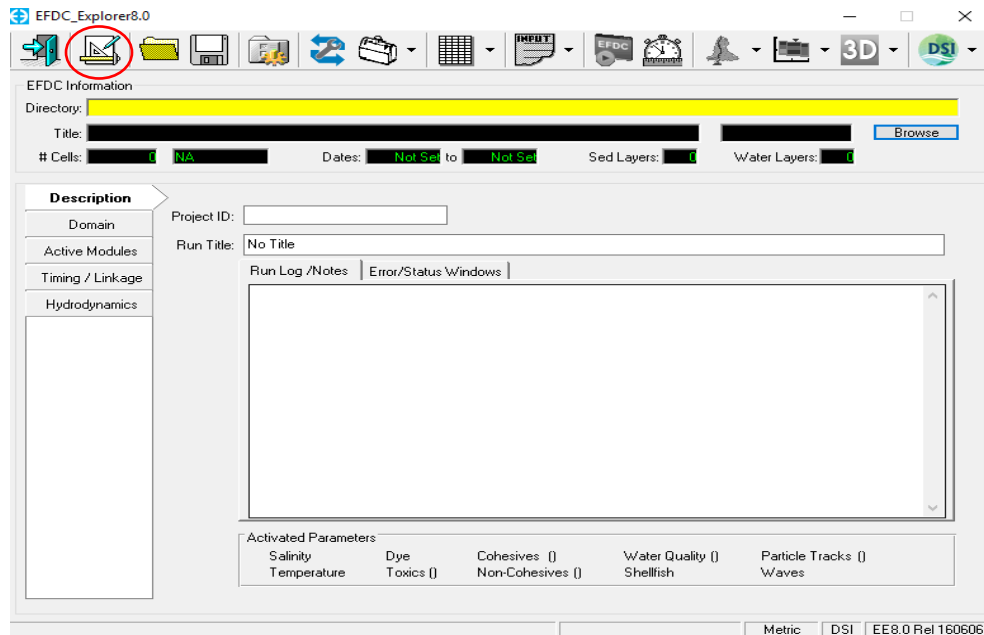 EFDC_Explorer8.0
INPUT EFDC 3D DSI
EFDC Information
Directory:
Title: Browse
# Cells: 0 NA Dates: Not Set to Not Set Sed Layers: 0 Water Layers: 0
Description
Domain
Active Modules
Timing / Linkage
Hydrodynamics
Project ID:
Run Title: No Title
Run Log /Notes Error/Status Windows
Activated Parameters
Salinity Dye Cohesives () Water Quality () Particle Tracks ()
Temperature Toxics () Non-Cohesives () Shellfish Waves
Metric DSI EE8.0 Rel 160606